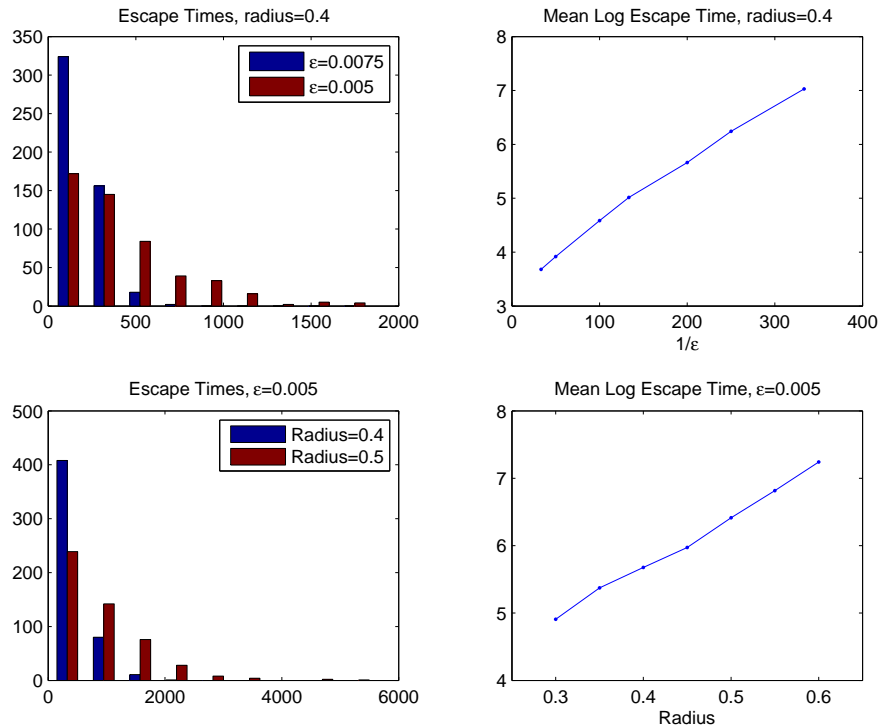 Escape Times, radius=0.4
350
300
250
200
150
100
50
0
0 500 1000 1500 2000
ε=0.0075
ε=0.005
Mean Log Escape Time, radius=0.4
8
7
6
5
4
3
0 100 200 300 400
1/ε
Escape Times, ε=0.005
500
400
300
200
100
0
0 2000 4000 6000
Radius=0.4
Radius=0.5
Mean Log Escape Time, ε=0.005
8
7
6
5
4
0.3 0.4 0.5 0.6
Radius